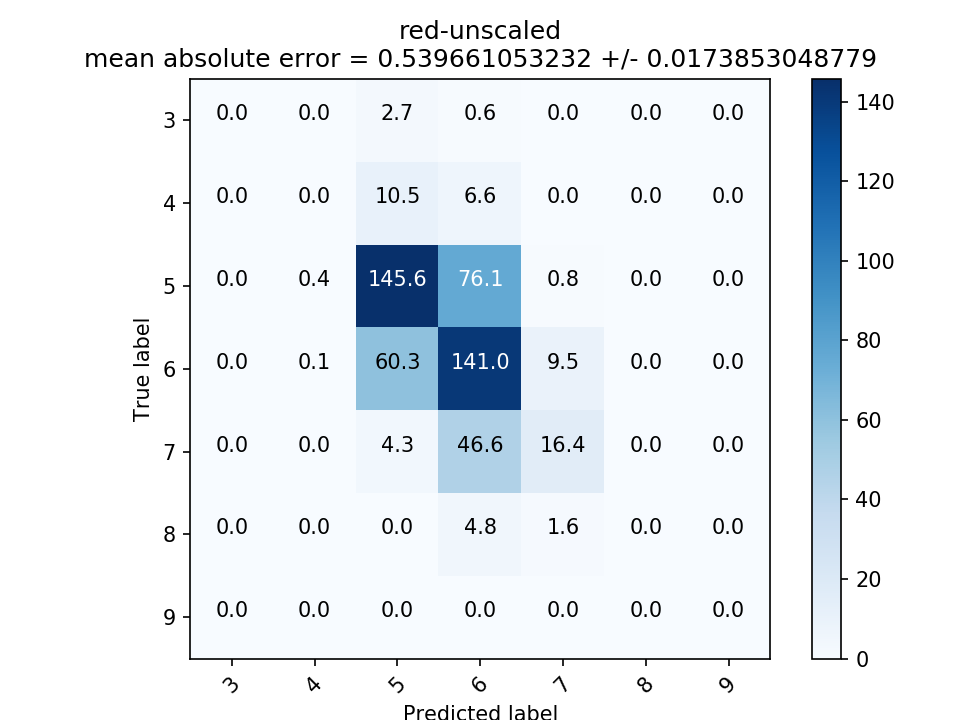 red-unscaled
mean absolute error = 0.539661053232 +/- 0.0173853048779
3 0.0 0.0 2.7 0.6 0.0 0.0 0.0 140
4 0.0 0.0 10.5 6.6 0.0 0.0 0.0 120
5 0.0 0.4 145.6 76.1 0.8 0.0 0.0 100
6 0.0 0.1 60.3 141.0 9.5 0.0 0.0 80
7 0.0 0.0 4.3 46.6 16.4 0.0 0.0 60
8 0.0 0.0 0.0 4.8 1.6 0.0 0.0 40
9 0.0 0.0 0.0 0.0 0.0 0.0 0.0 20
0
True label
3 4 5 6 7 8 9
Predicted label